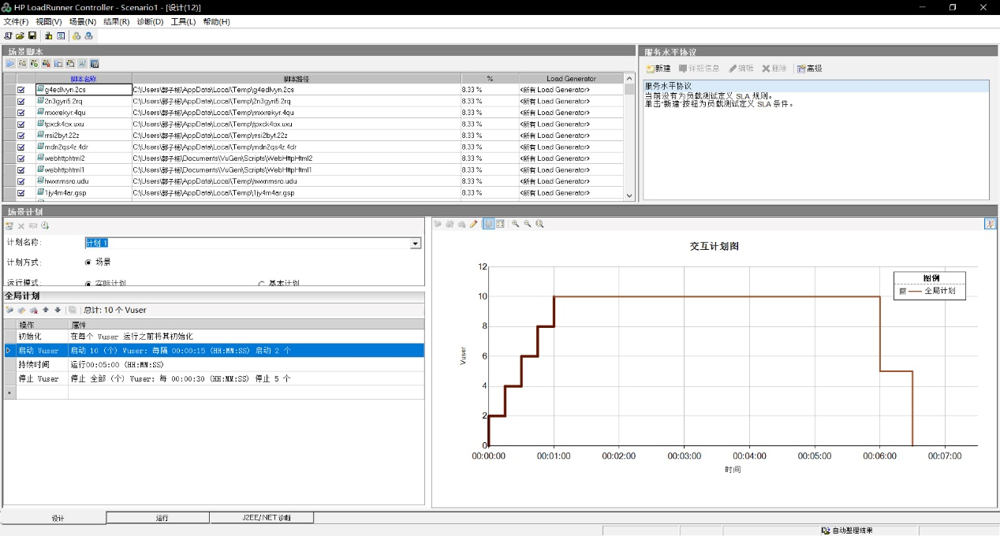 HP LoadRunner Controller - Scenario1 - [设计(12)]
文件(F) 视图(V) 场景(N) 结果(R) 诊断(D) 工具(L) 帮助(H)
场景脚本
脚本名称 脚本路径 % Load Generator
g4edlvyn.2cs C:\Users\郭子杨\AppData\Local\Temp\g4edlvyn.2cs 8.33 % <所有 Load Generator>
2n3gyri5.2rq C:\Users\郭子杨\AppData\Local\Temp\2n3gyri5.2rq 8.33 % <所有 Load Generator>
mxxrekyr.4qu C:\Users\郭子杨\AppData\Local\Temp\mxxrekyr.4qu 8.33 % <所有 Load Generator>
tpxck4ox.uxu C:\Users\郭子杨\AppData\Local\Temp\tpxck4ox.uxu 8.33 % <所有 Load Generator>
rrsi2byt.22z C:\Users\郭子杨\AppData\Local\Temp\rrsi2byt.22z 8.33 % <所有 Load Generator>
mdn2qs4z.4dr C:\Users\郭子杨\AppData\Local\Temp\mdn2qs4z.4dr 8.33 % <所有 Load Generator>
webhttphtml2 C:\Users\郭子杨\Documents\VuGen\Scripts\WebHttpHtml2 8.33 % <所有 Load Generator>
webhttphtml1 C:\Users\郭子杨\Documents\VuGen\Scripts\WebHttpHtml1 8.33 % <所有 Load Generator>
hwxnmsro.udu C:\Users\郭子杨\AppData\Local\Temp\hwxnmsro.udu 8.33 % <所有 Load Generator>
1jy4m4ar.gsp C:\Users\郭子杨\AppData\Local\Temp\1jy4m4ar.gsp 8.33 % <所有 Load Generator>
服务水平协议
新建 详细信息 编辑 删除 高级
服务水平协议
当前没有为负载测试定义 SLA 规则。
单击"新建"按钮为负载测试定义 SLA 条件。
场景计划
计划名称: 计划 1
计划方式: 场景
运行模式: 实际计划 基本计划
全局计划
总计: 10 个 Vuser
操作 属性
初始化 在每个 Vuser 运行之前将其初始化
启动 Vuser 启动 10 (个) Vuser: 每隔 00:00:15 (HH:MM:SS) 启动 2 个
持续时间 运行00:05:00 (HH:MM:SS)
停止 Vuser 停止 全部 (个) Vuser: 每 00:00:30 (HH:MM:SS) 停止 5 个
*
交互计划图
图例
全局计划
12
10
8
6
4
2
0
Vuser
00:00:00 00:01:00 00:02:00 00:03:00 00:04:00 00:05:00 00:06:00 00:07:00
时间
设计 运行 J2EE/.NET 诊断
自动整理结果